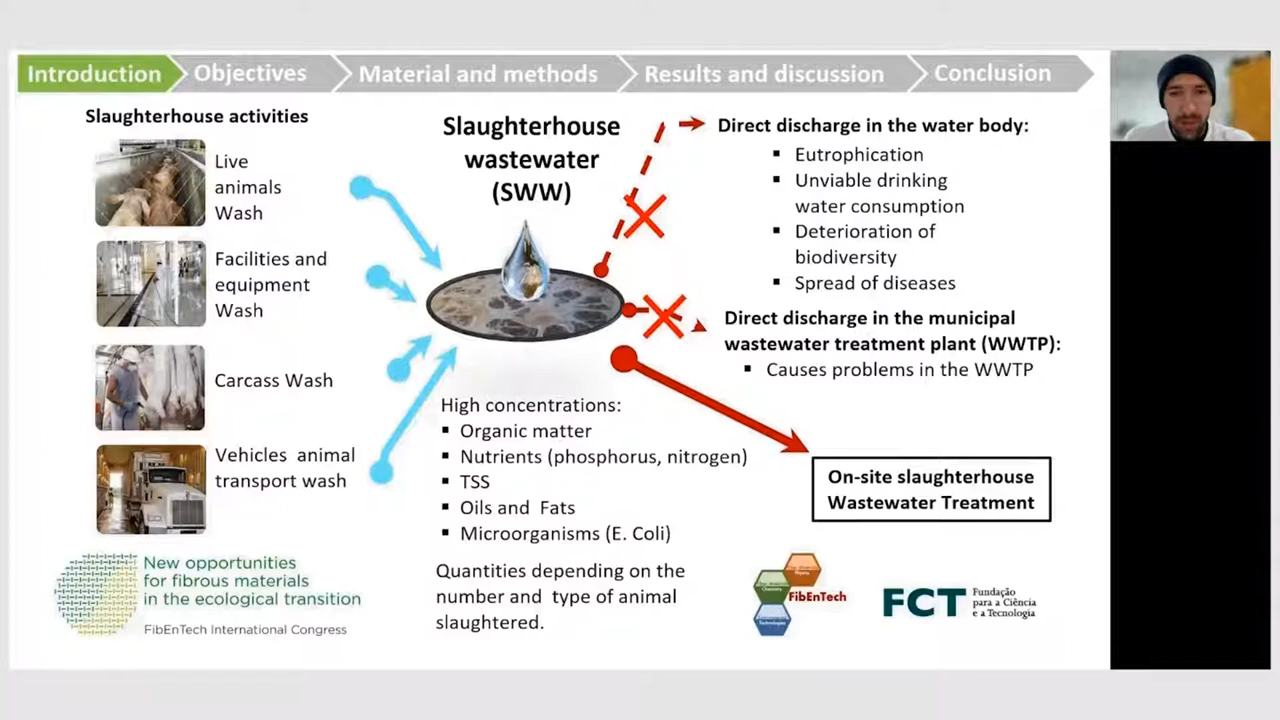 Introduction
Objectives
Material and methods
Results and discussion
Conclusion
Slaughterhouse activities
Live
animals
Wash
Facilities and
equipment
Wash
Carcass Wash
Vehicles animal
transport wash
Slaughterhouse
wastewater
(SWW)
High concentrations:
▪ Organic matter
▪ Nutrients (phosphorus, nitrogen)
▪ TSS
▪ Oils and Fats
▪ Microorganisms (E. Coli)
Quantities depending on the
number and type of animal
slaughtered.
Direct discharge in the water body:
▪ Eutrophication
▪ Unviable drinking
water consumption
▪ Deterioration of
biodiversity
▪ Spread of diseases
Direct discharge in the municipal
wastewater treatment plant (WWTP):
▪ Causes problems in the WWTP
On-site slaughterhouse
Wastewater Treatment
New opportunities
for fibrous materials
in the ecological transition
FibEnTech International Congress
Chemistry
FibEnTech
Technologies
FCT
Fundação
para a Ciência
e a Tecnologia